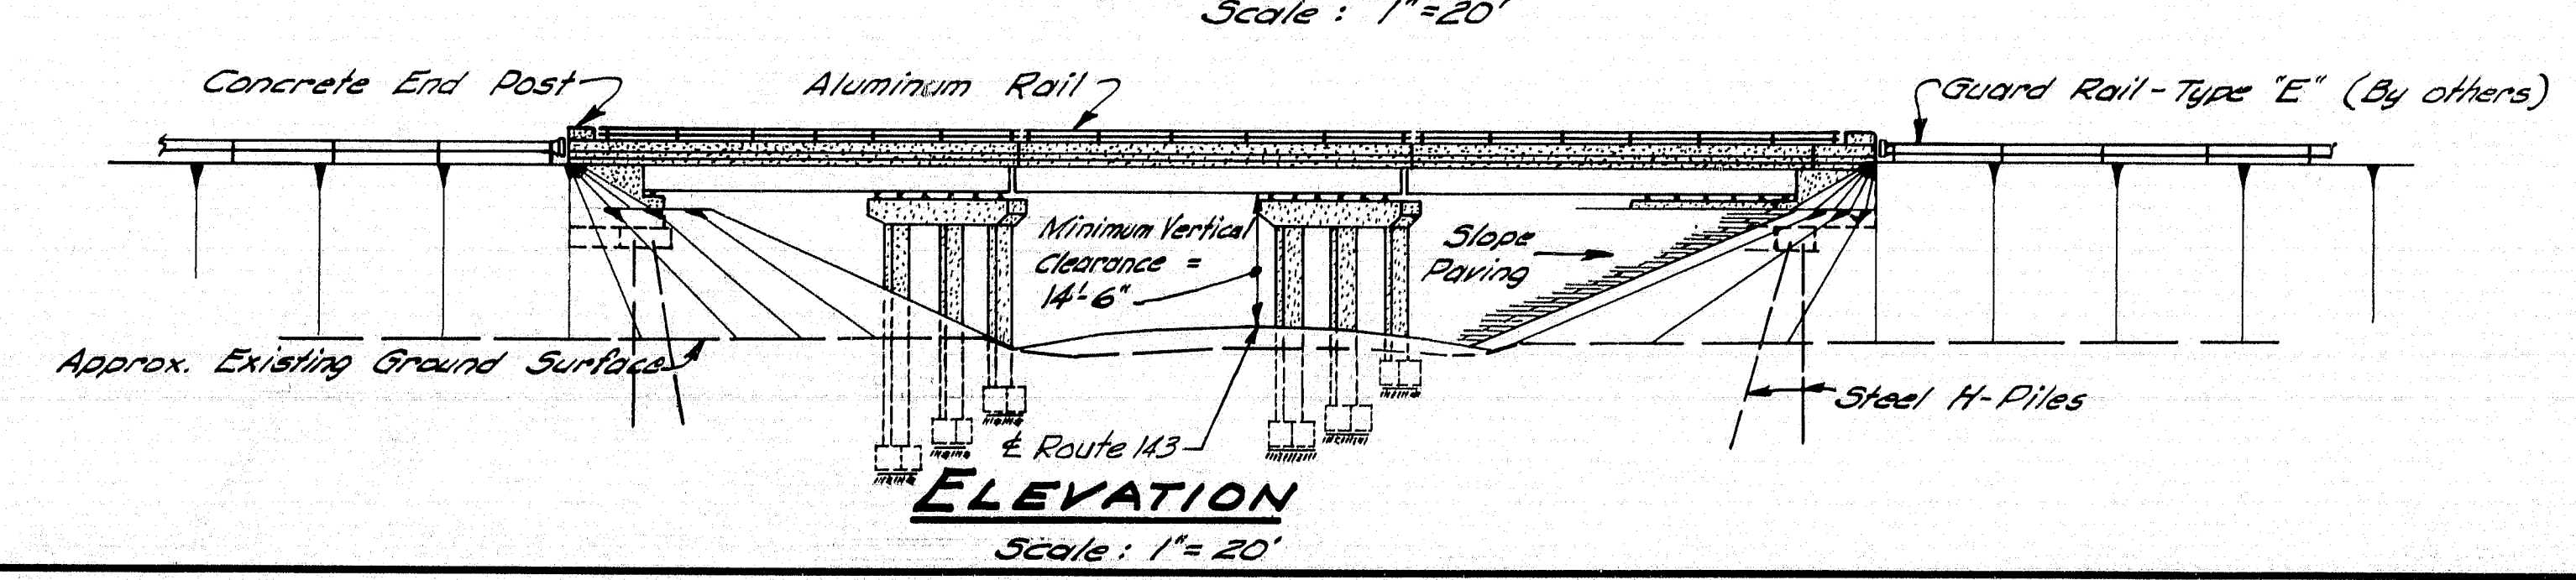 Scale : 1"=20'
Concrete End Post
Aluminum Rail
Guard Rail - Type "E" (By others)
Minimum Vertical
Clearance =
14'-6"
Slope
Paving
Approx. Existing Ground Surface
Steel H-Piles
℄ Route 143
ELEVATION
Scale : 1"= 20'